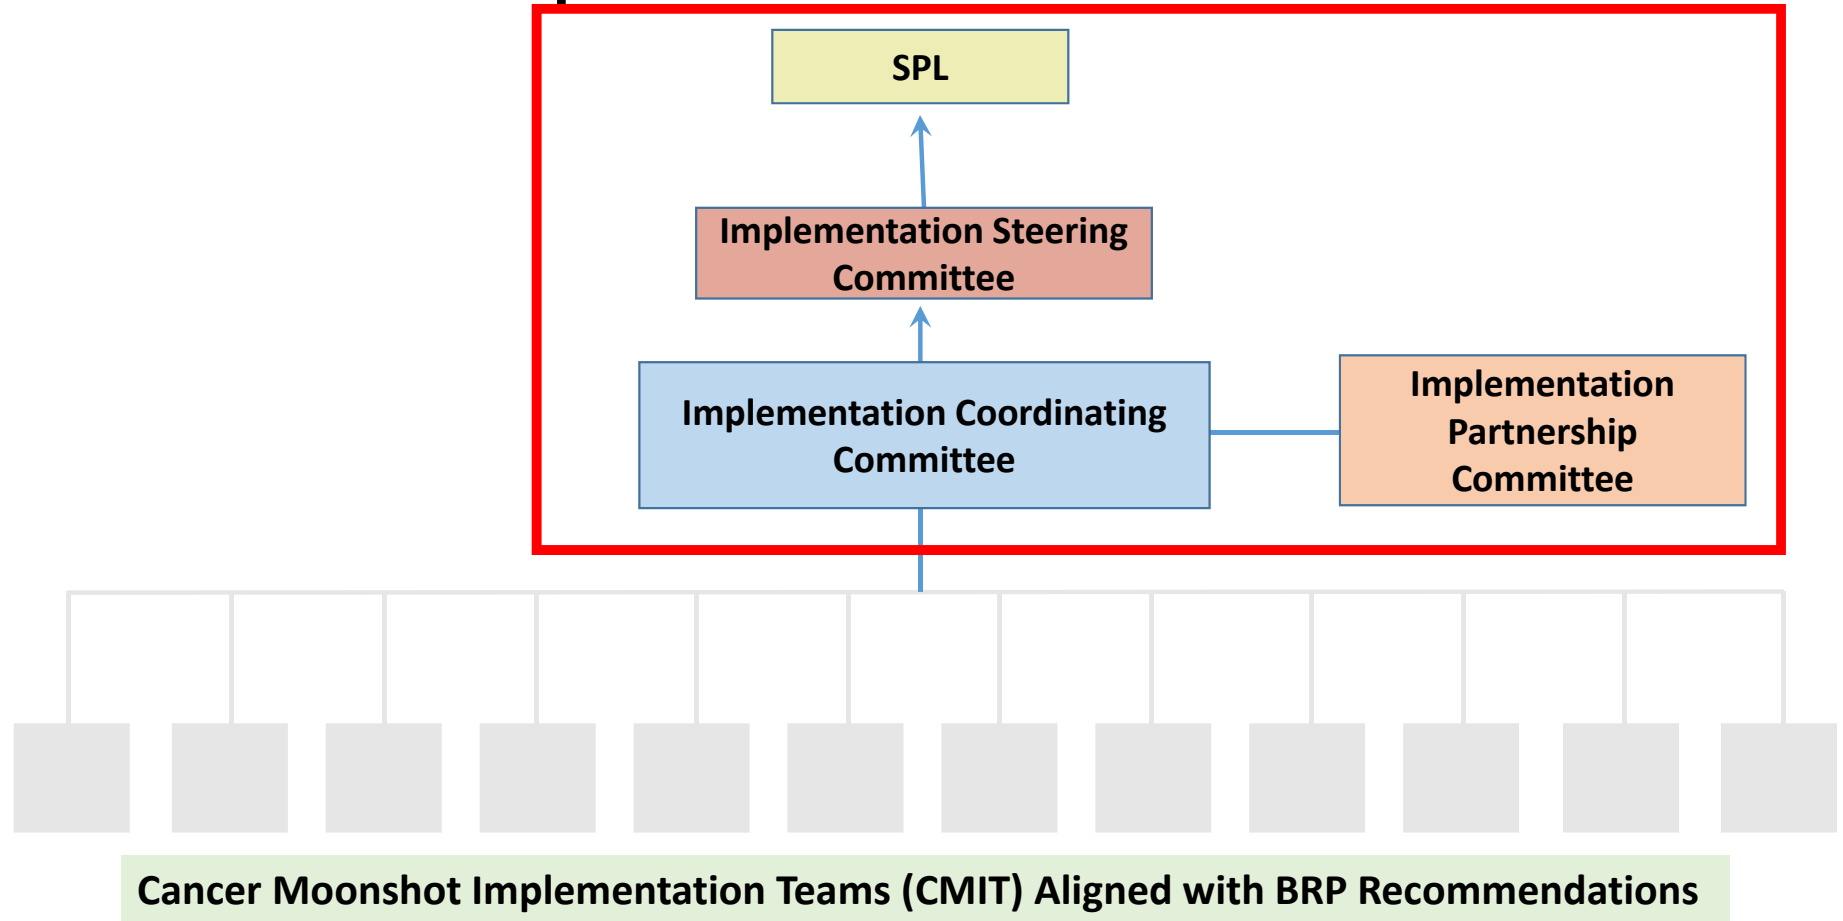 SPL
Implementation Steering
Committee
Implementation Coordinating
Committee
Implementation
Partnership
Committee
Cancer Moonshot Implementation Teams (CMIT) Aligned with BRP Recommendations